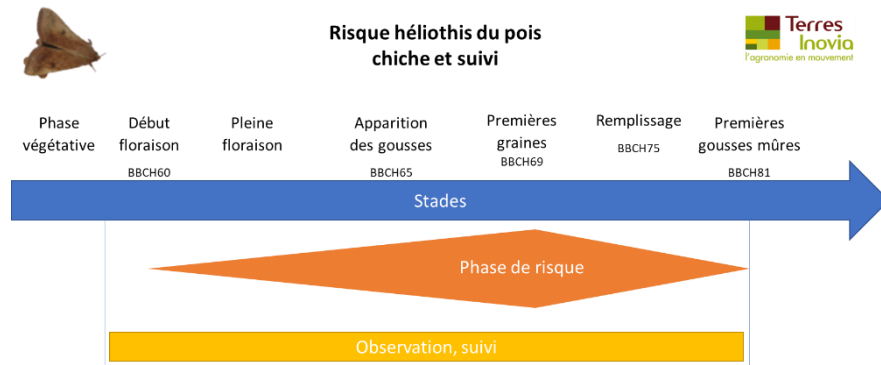 Risque héliothis du pois
chiche et suivi
Terres
Inovia
l'agronomie en mouvement
Phase
végétative
Début
floraison
BBCH60
Pleine
floraison
Apparition
des gousses
BBCH65
Premières
graines
BBCH69
Remplissage
BBCH75
Premières
gousses mûres
BBCH81
Stades
Phase de risque
Observation, suivi